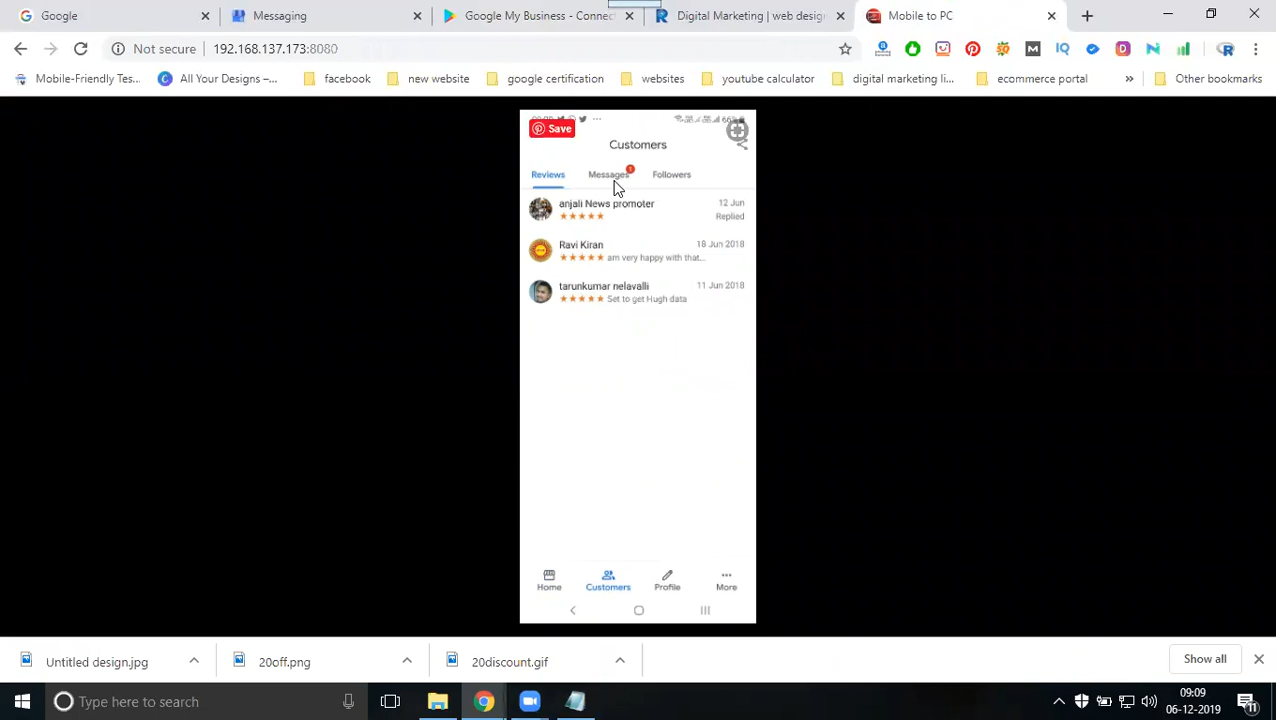 Google
Messaging
Google My Business - Connect
Digital Marketing | web design
Mobile to PC
Not secure
192.168.137.173:8080
Mobile-Friendly Tes...
All Your Designs –...
facebook
new website
google certification
websites
youtube calculator
digital marketing li...
ecommerce portal
Other bookmarks
Save
66%
Customers
Reviews
Messages
1
Followers
anjali News promoter
12 Jun
Replied
Ravi Kiran
18 Jun 2018
am very happy with that...
tarunkumar nelavalli
11 Jun 2018
Set to get Hugh data
Home
Customers
Profile
More
Untitled design.jpg
20off.png
20discount.gif
Show all
Type here to search
09:09
06-12-2019
11